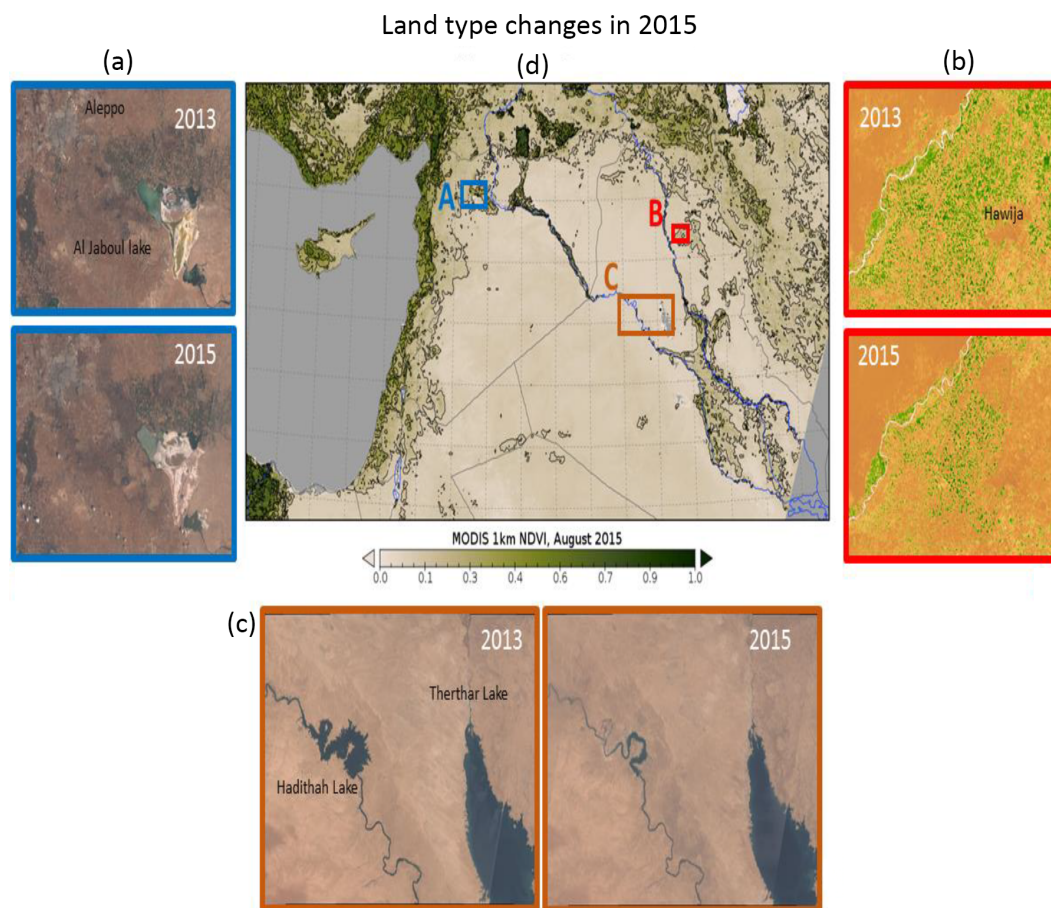 Land type changes in 2015
(a)
(d)
(b)
Aleppo
2013
Al Jaboul lake
2015
A
B
C
MODIS 1km NDVI, August 2015
0.0 0.1 0.3 0.4 0.6 0.7 0.9 1.0
2013
Hawija
2015
(c)
2013
Therthar Lake
Hadithah Lake
2015